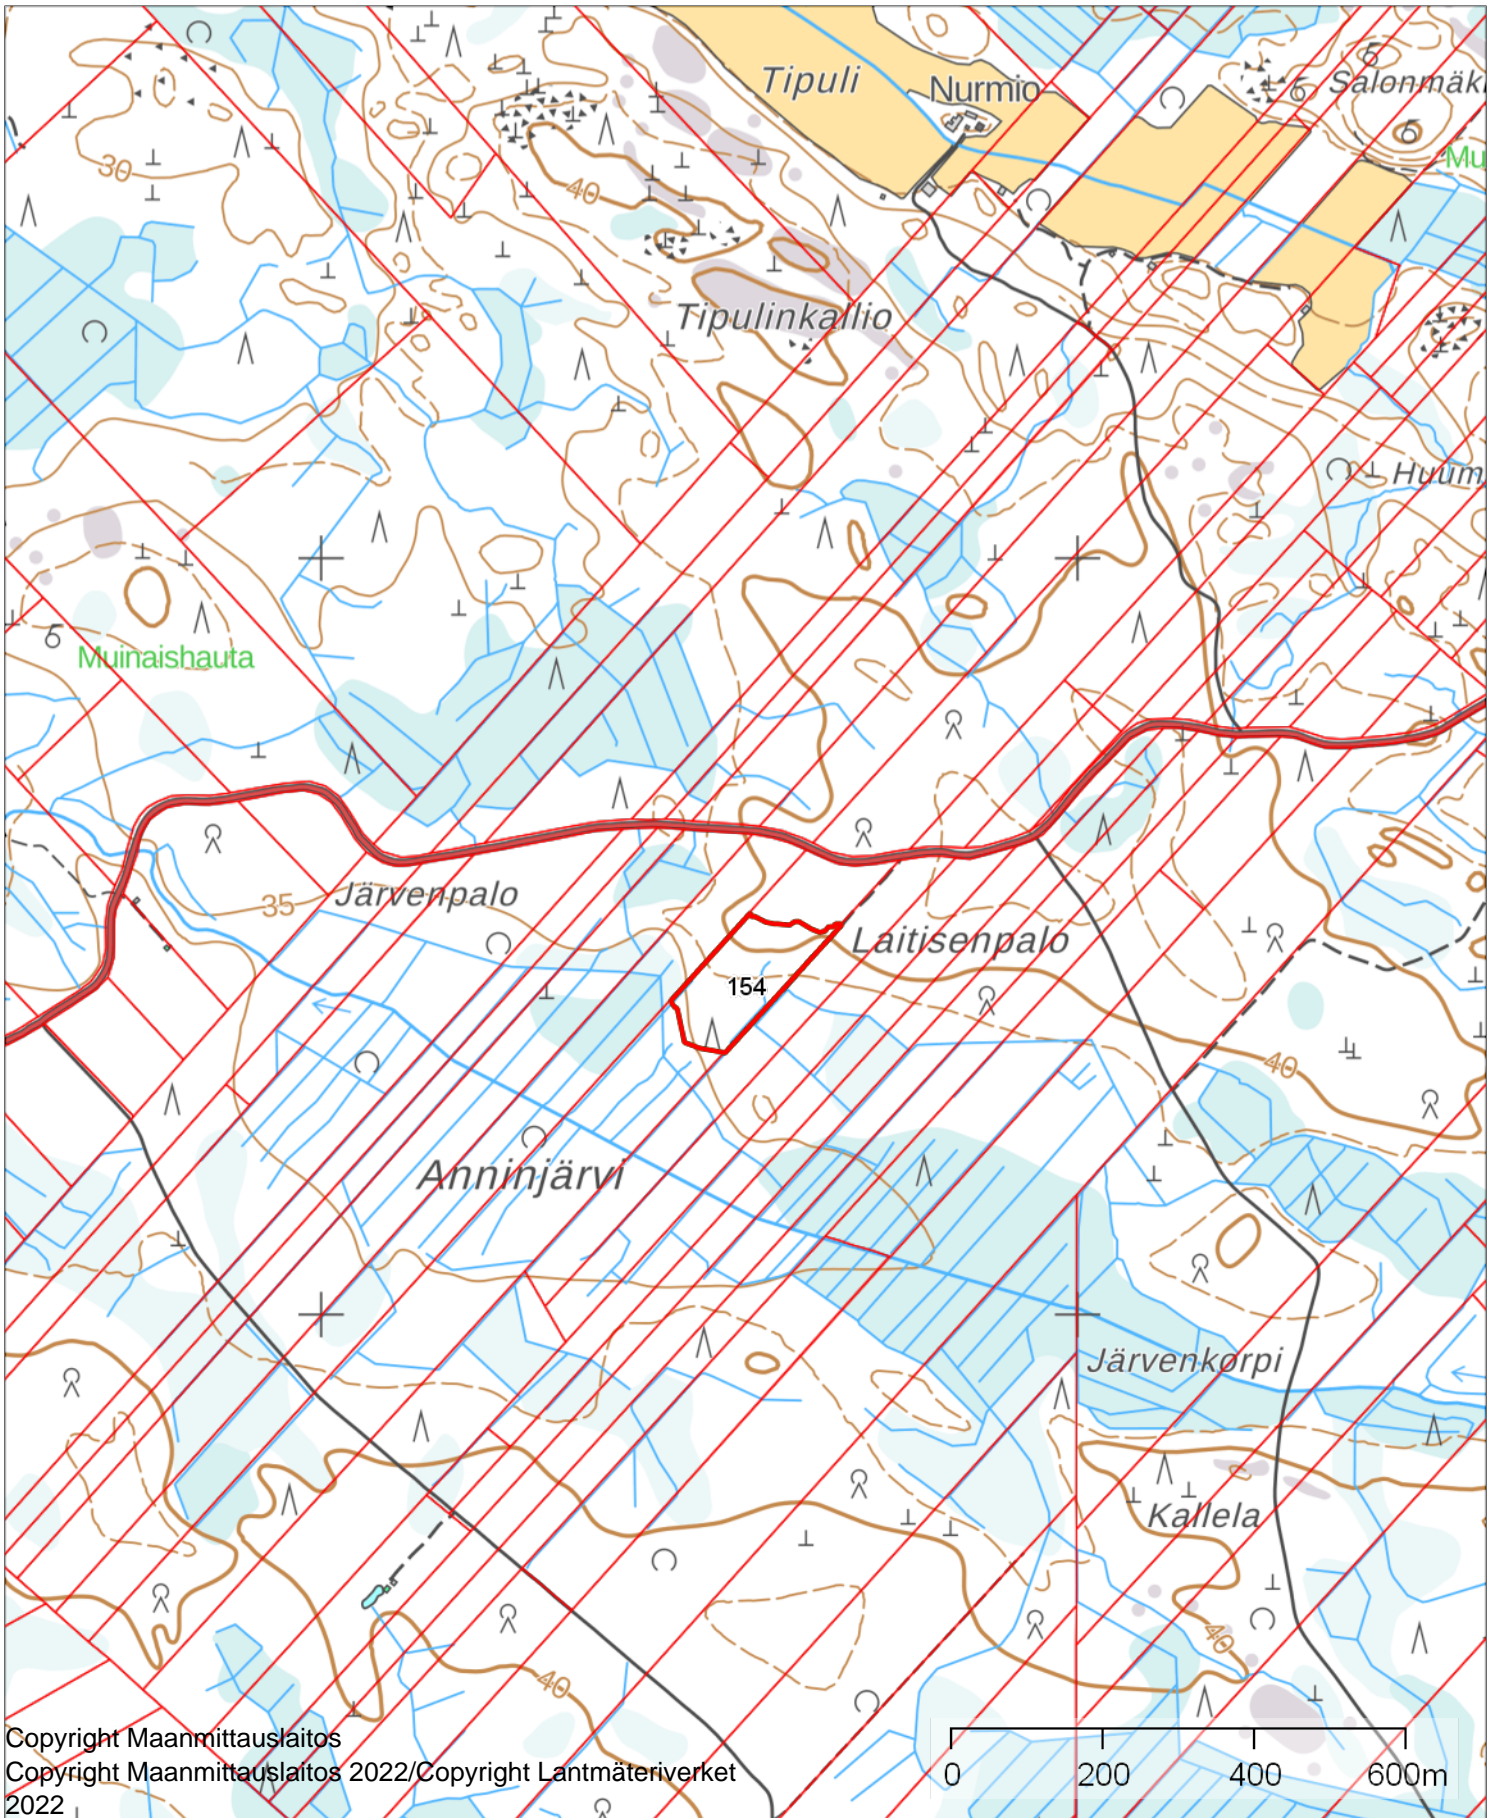 Tipuli
Nurmio
Salonmäki
Mu
30
40
Tipulinkallio
Huum
Muinaishauta
35
Järvenpalo
Laitisenpalo
154
40
Anninjärvi
Järvenkorpi
Kallela
40
40
Copyright Maanmittauslaitos
Copyright Maanmittauslaitos 2022/Copyright Lantmäteriverket
2022
0 200 400 600m